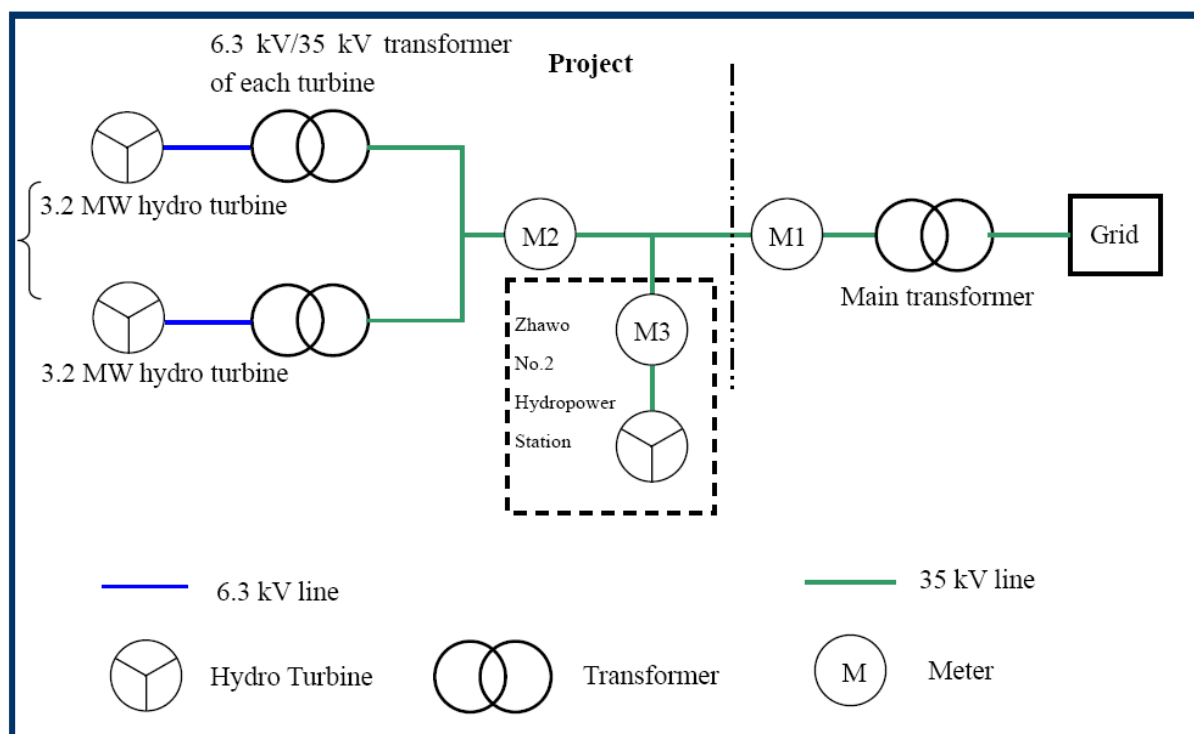 6.3 kV/35 kV transformer
of each turbine
Project
3.2 MW hydro turbine
M2
M1
Grid
Main transformer
3.2 MW hydro turbine
Zhawo
No.2
Hydropower
Station
M3
6.3 kV line
35 kV line
Hydro Turbine
Transformer
M
Meter